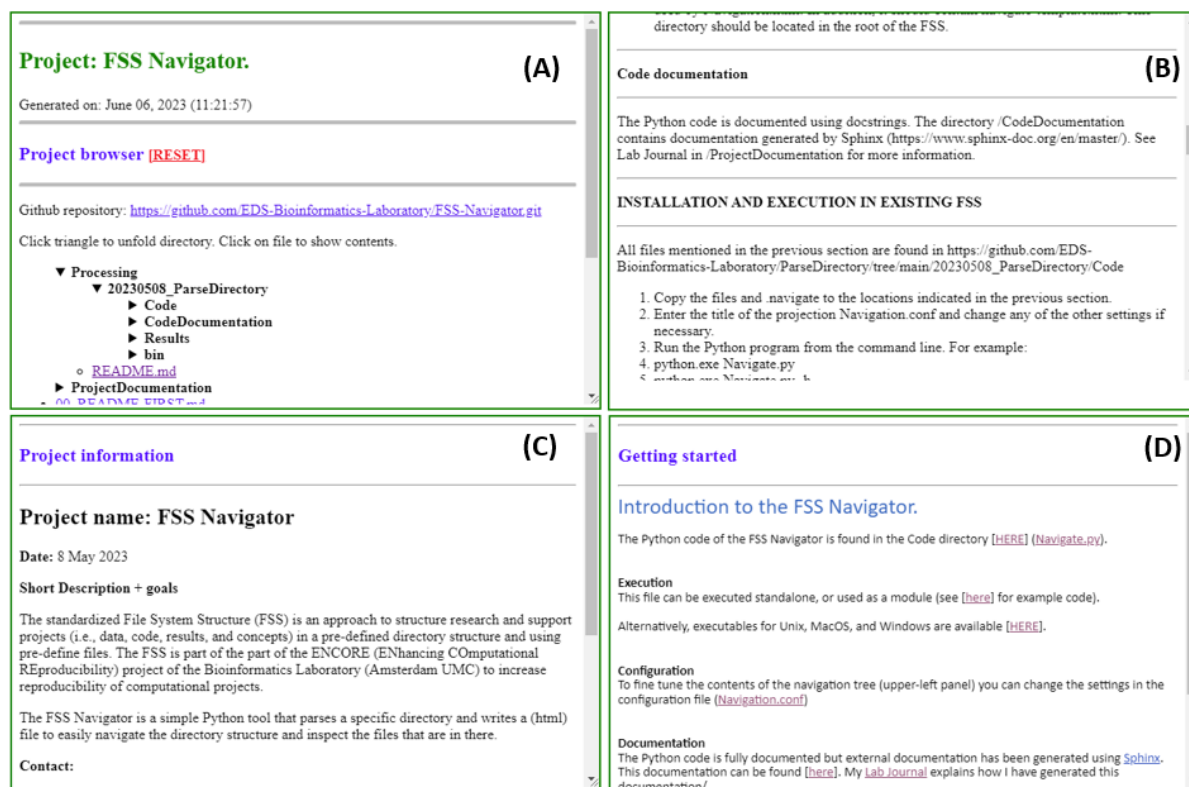 Project: FSS Navigator.
(A)
Generated on: June 06, 2023 (11:21:57)
Project browser [RESET]
Github repository: https://github.com/EDS-Bioinformatics-Laboratory/FSS-Navigator.git
Click triangle to unfold directory. Click on file to show contents.
▼ Processing
▼ 20230508_ParseDirectory
► Code
► CodeDocumentation
► Results
► bin
README.md
► ProjectDocumentation
00_README_FIRST.md
directory should be located in the root of the FSS.
(B)
Code documentation
The Python code is documented using docstrings. The directory /CodeDocumentation
contains documentation generated by Sphinx (https://www.sphinx-doc.org/en/master/). See
Lab Journal in /ProjectDocumentation for more information.
INSTALLATION AND EXECUTION IN EXISTING FSS
All files mentioned in the previous section are found in https://github.com/EDS-
Bioinformatics-Laboratory/ParseDirectory/tree/main/20230508_ParseDirectory/Code
1. Copy the files and .navigate to the locations indicated in the previous section.
2. Enter the title of the projection Navigation.conf and change any of the other settings if
necessary.
3. Run the Python program from the command line. For example:
4. python.exe Navigate.py
5. python.exe Navigate.py -h
(C)
Project information
Project name: FSS Navigator
Date: 8 May 2023
Short Description + goals
The standardized File System Structure (FSS) is an approach to structure research and support
projects (i.e., data, code, results, and concepts) in a pre-defined directory structure and using
pre-define files. The FSS is part of the part of the ENCORE (ENhancing COmputational
REproducibility) project of the Bioinformatics Laboratory (Amsterdam UMC) to increase
reproducibility of computational projects.
The FSS Navigator is a simple Python tool that parses a specific directory and writes a (html)
file to easily navigate the directory structure and inspect the files that are in there.
Contact:
(D)
Getting started
Introduction to the FSS Navigator.
The Python code of the FSS Navigator is found in the Code directory [HERE] (Navigate.py).
Execution
This file can be executed standalone, or used as a module (see [here] for example code).
Alternatively, executables for Unix, MacOS, and Windows are available [HERE].
Configuration
To fine tune the contents of the navigation tree (upper-left panel) you can change the settings in the
configuration file (Navigation.conf)
Documentation
The Python code is fully documented but external documentation has been generated using Sphinx.
This documentation can be found [here]. My Lab Journal explains how I have generated this
documentation/